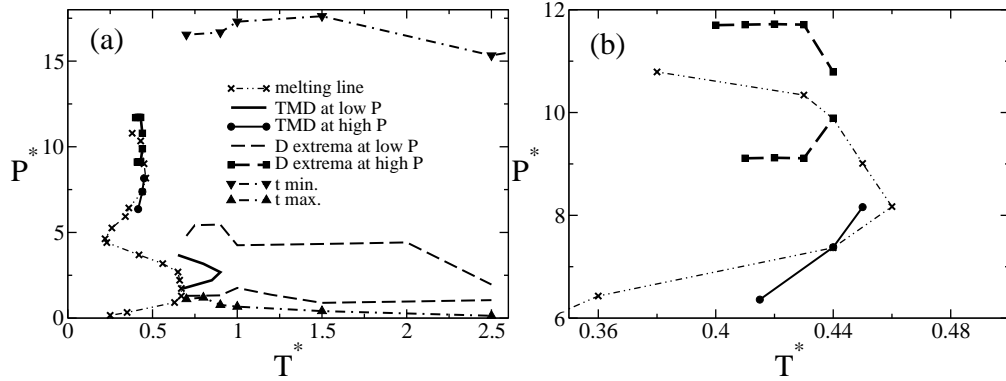 (a)
15
10
5
0
P*
melting line
TMD at low P
TMD at high P
D extrema at low P
D extrema at high P
t min.
t max.
0 0.5 1 1.5 2 2.5
T*
(b)
12
10
8
6
P*
0.36 0.4 0.44 0.48
T*